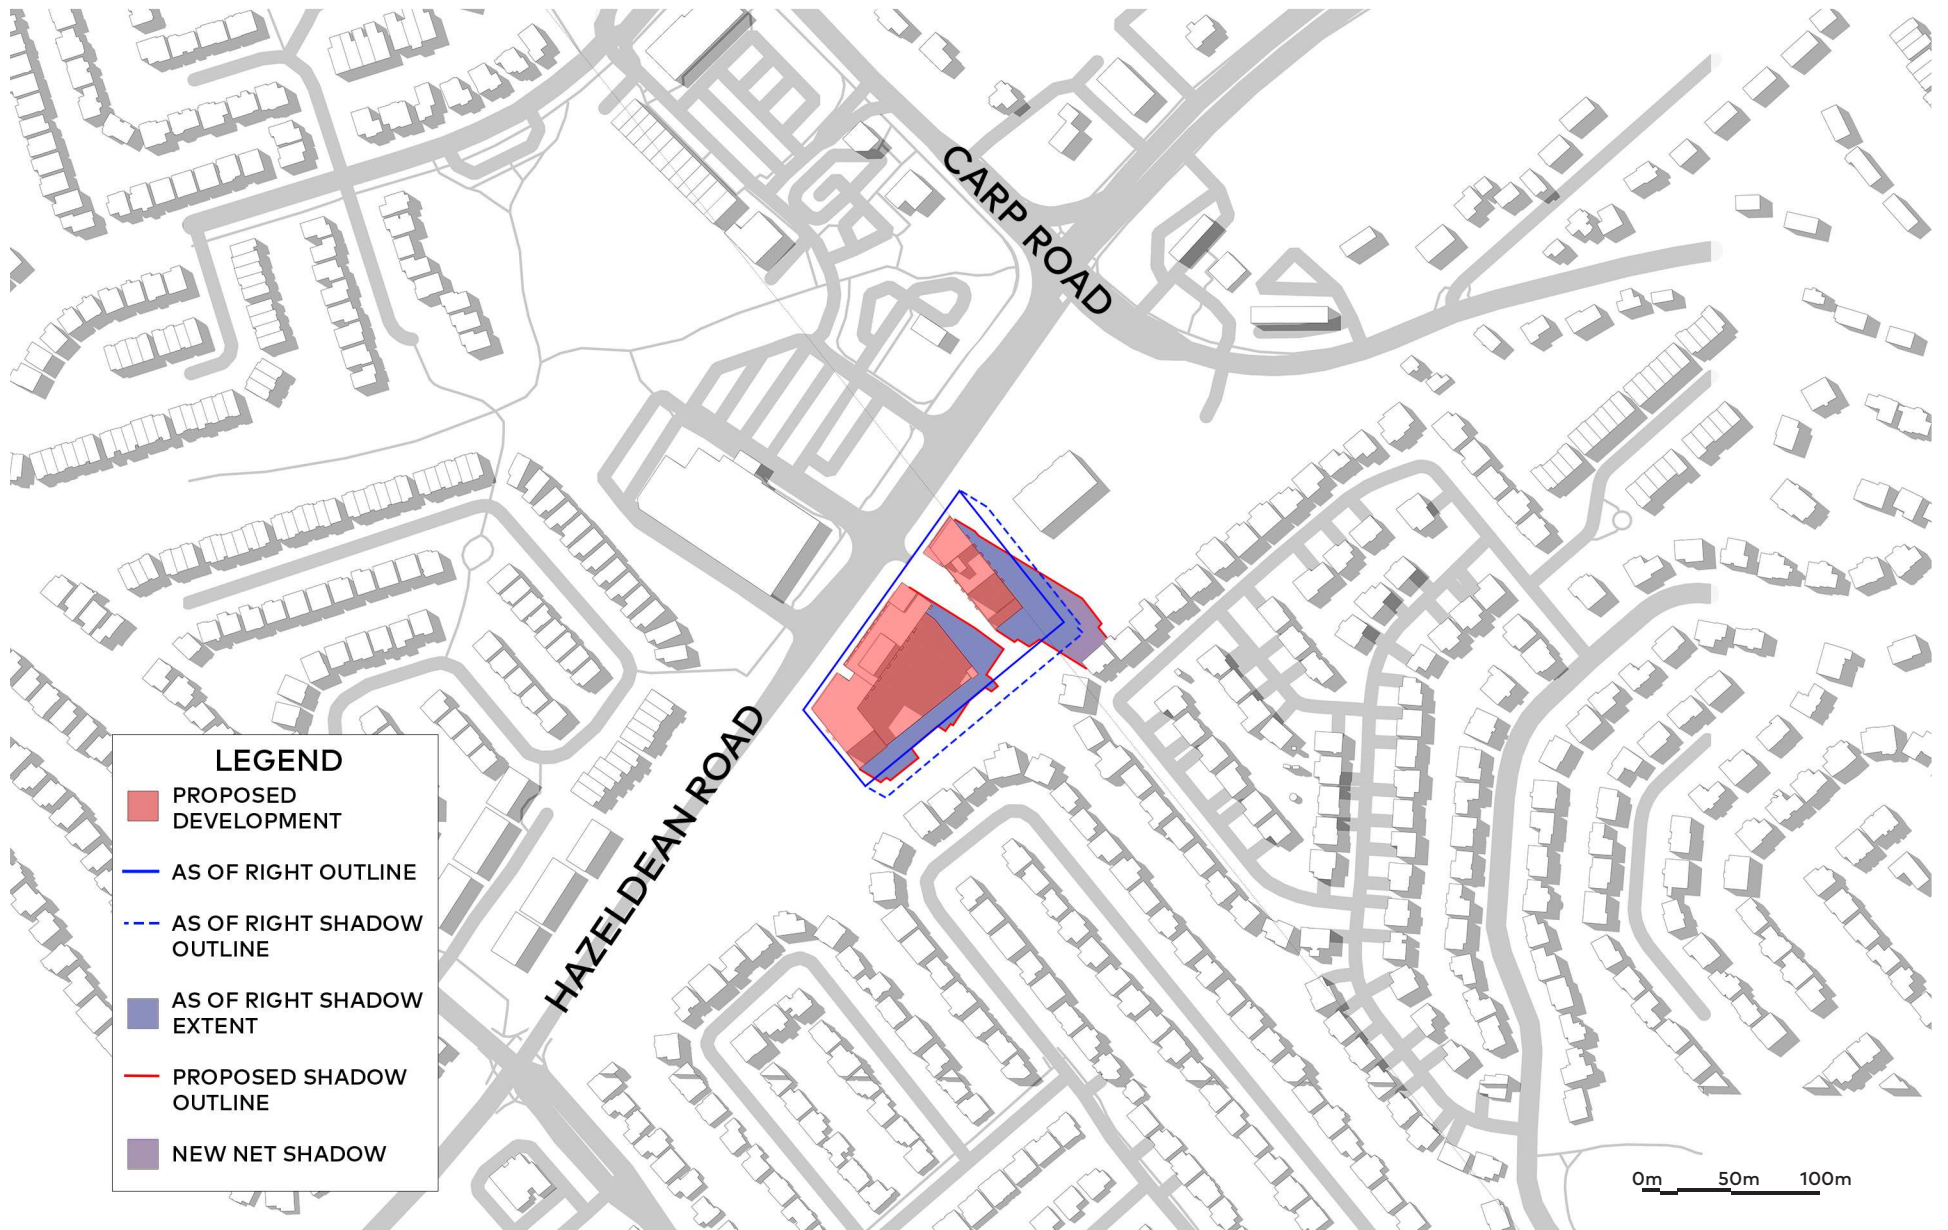 CARP ROAD
HAZELDEAN ROAD
LEGEND
PROPOSED
DEVELOPMENT
AS OF RIGHT OUTLINE
AS OF RIGHT SHADOW
OUTLINE
AS OF RIGHT SHADOW
EXTENT
PROPOSED SHADOW
OUTLINE
NEW NET SHADOW
0m 50m 100m